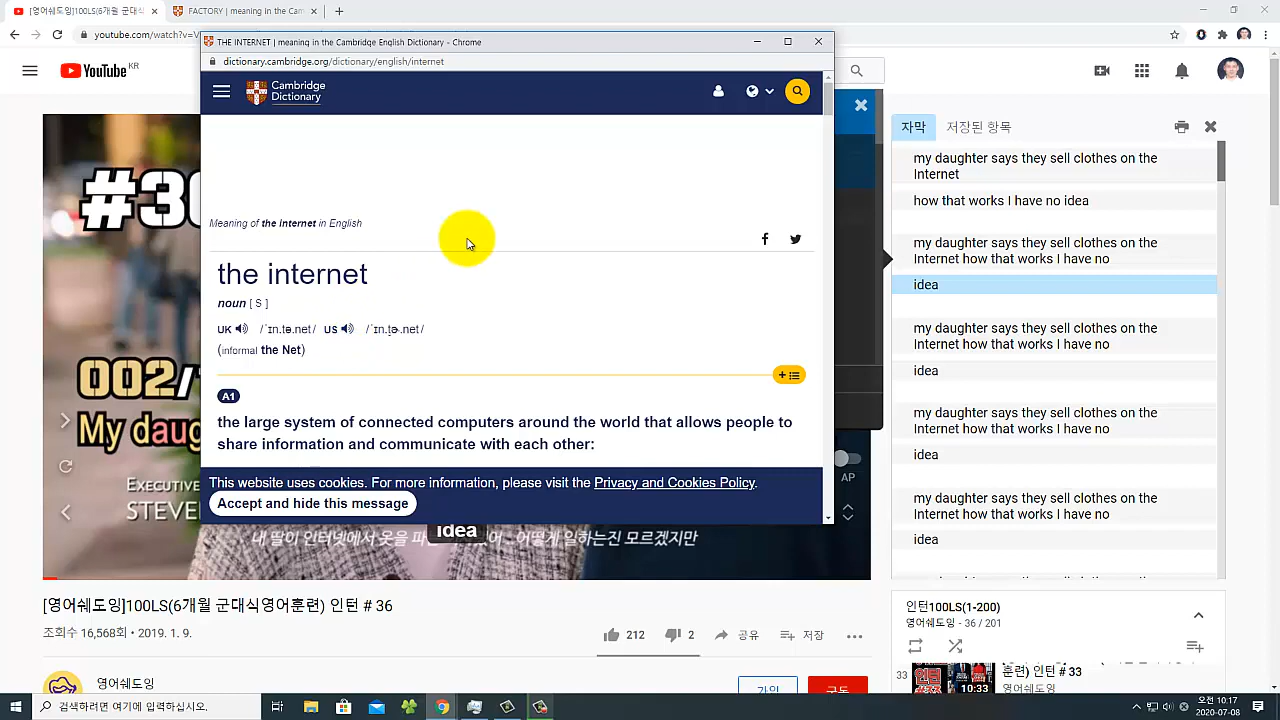 [영어쉐도잉]100LS(6개월 군대식
FACTORY | meaning in the Cam
youtube.com/watch?v=
THE INTERNET | meaning in the Cambridge English Dictionary - Chrome
dictionary.cambridge.org/dictionary/english/internet
YouTube KR
Cambridge
Dictionary
Meaning of the internet in English
the internet
noun [ S ]
UK /ˈɪn.tə.net/ US /ˈɪn.t̬ɚ.net/
(informal the Net)
A1
the large system of connected computers around the world that allows people to
share information and communicate with each other:
This website uses cookies. For more information, please visit the Privacy and Cookies Policy.
Accept and hide this message
#3
002/
My daug
EXECUTIVE
STEVE
idea
내 딸이 인터넷에서 옷을
어떻게 일하는진 모르겠지만
AP
자막 저장된 항목
my daughter says they sell clothes on the
Internet
how that works I have no idea
my daughter says they sell clothes on the
Internet how that works I have no
idea
my daughter says they sell clothes on the
Internet how that works I have no
idea
my daughter says they sell clothes on the
Internet how that works I have no
idea
my daughter says they sell clothes on the
Internet how that works I have no
idea
[영어쉐도잉]100LS(6개월 군대식영어훈련) 인턴 # 36
조회수 16,568회 • 2019. 1. 9.
212 2 공유 저장
영어쉐도잉
가입 구독
인턴100LS(1-200)
영어쉐도잉 - 36 / 201
33
훈련) 인턴 # 33
10:33
영어쉐도잉
검색하려면 여기에 입력하십시오.
오전 10:17
2020-07-08